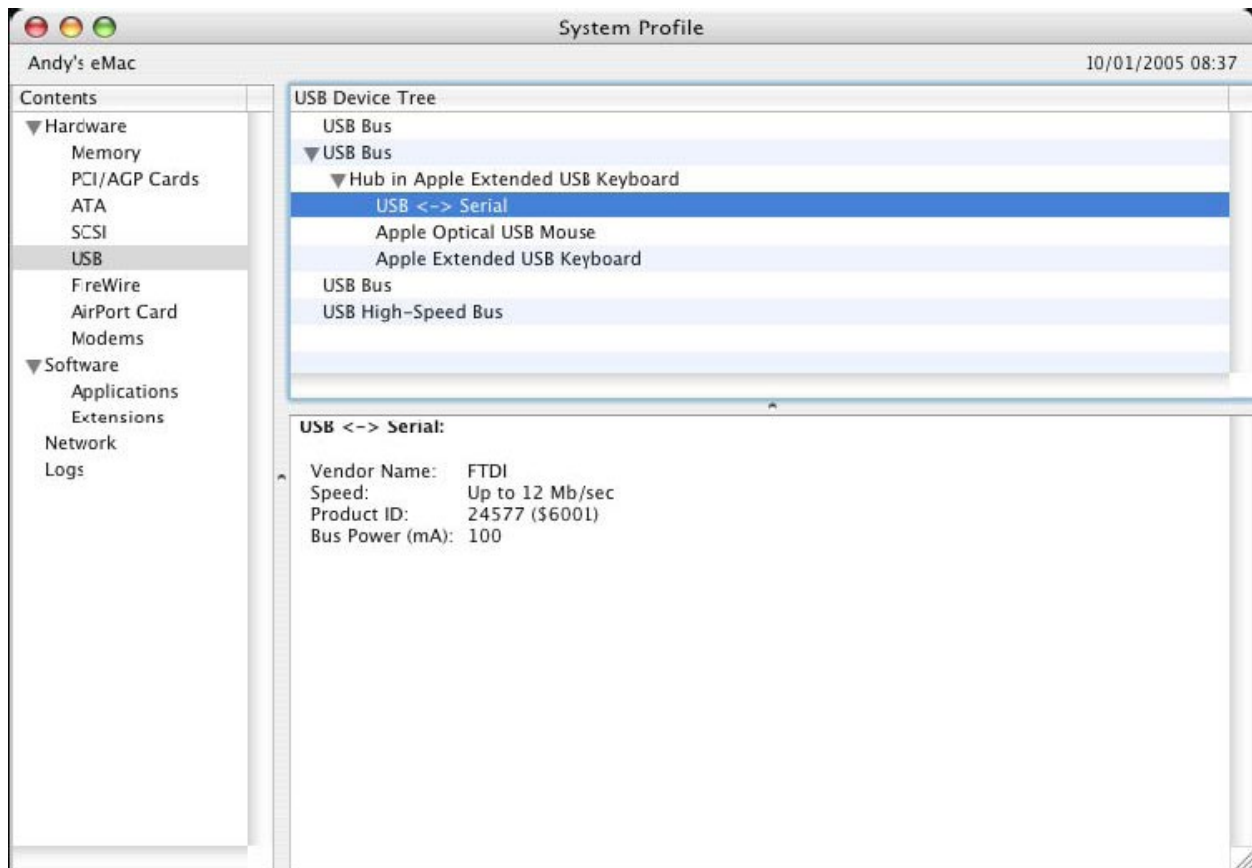 System Profile
Andy's eMac
10/01/2005 08:37
Contents
Hardware
Memory
PCI/AGP Cards
ATA
SCSI
USB
FireWire
AirPort Card
Modems
Software
Applications
Extensions
Network
Logs
USB Device Tree
USB Bus
USB Bus
Hub in Apple Extended USB Keyboard
USB <-> Serial
Apple Optical USB Mouse
Apple Extended USB Keyboard
USB Bus
USB High-Speed Bus
USB <-> Serial:
Vendor Name: FTDI
Speed: Up to 12 Mb/sec
Product ID: 24577 ($6001)
Bus Power (mA): 100